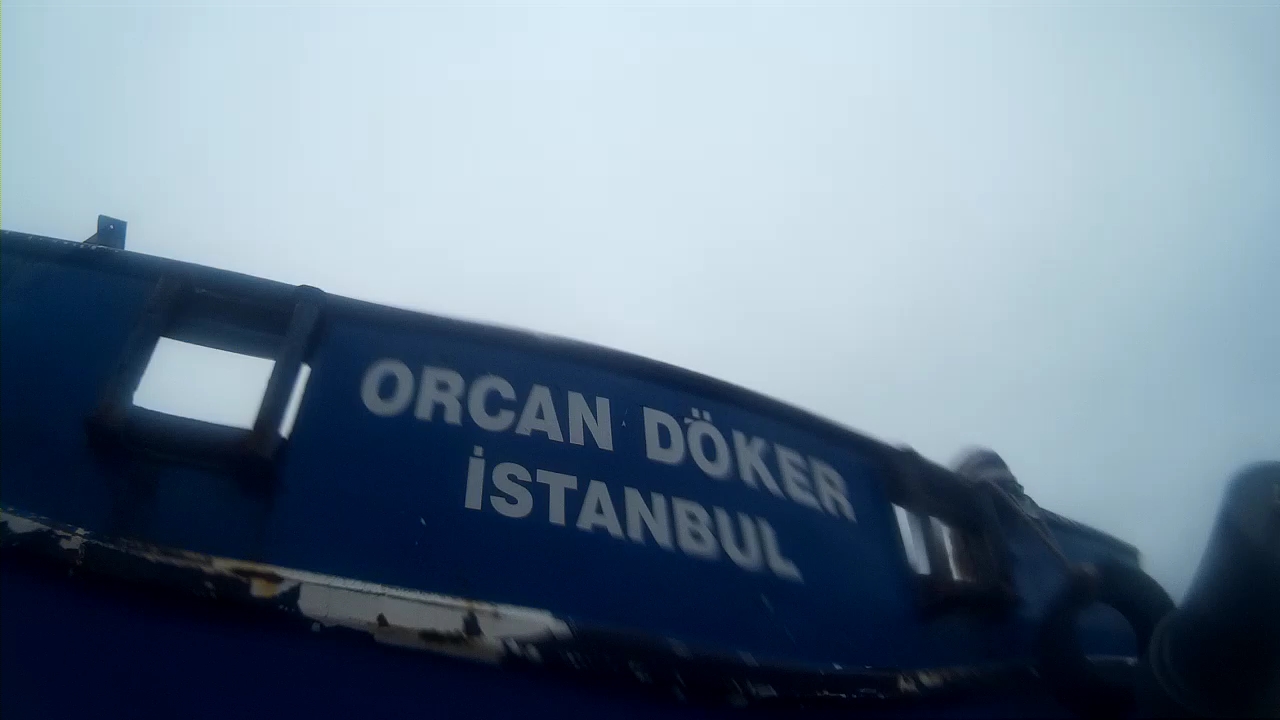 ORCAN DÖKER
İSTANBUL